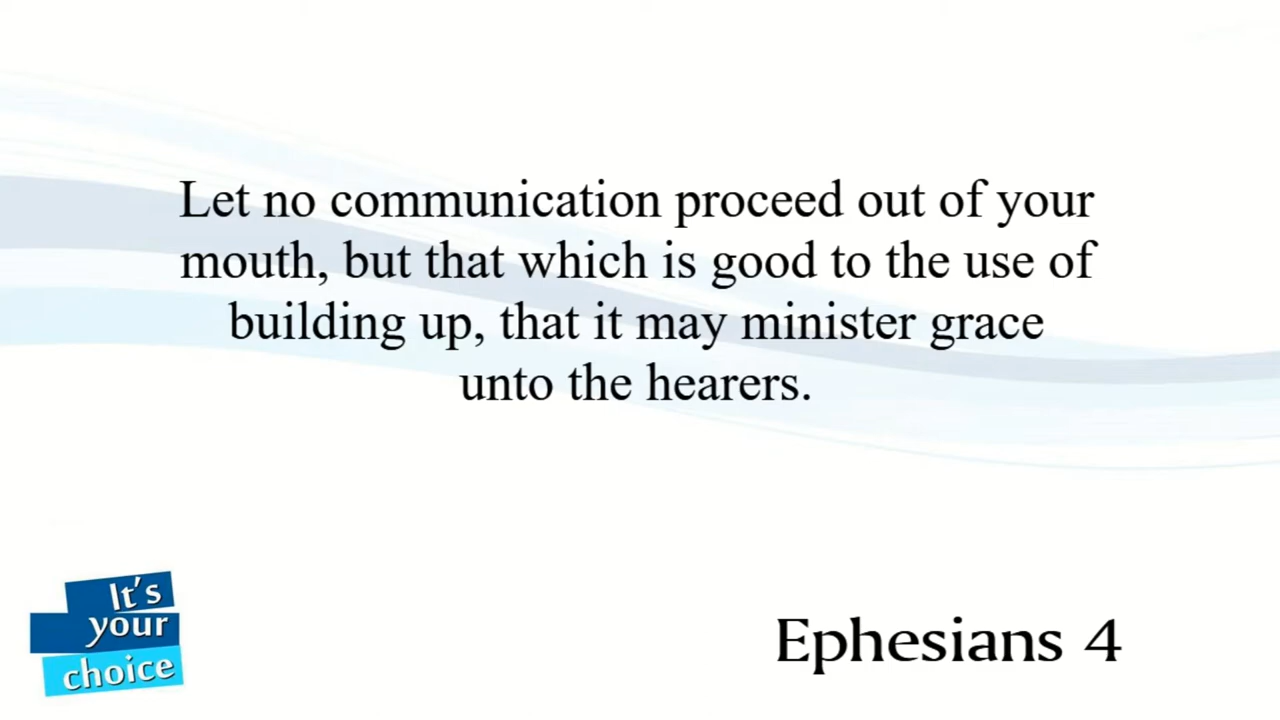 Let no communication proceed out of your
mouth, but that which is good to the use of
building up, that it may minister grace
unto the hearers.
It's
your
choice
Ephesians 4